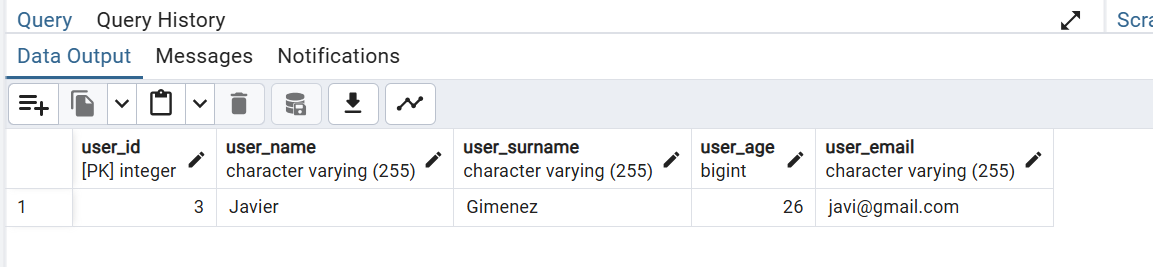 Query Query History Scra
Data Output Messages Notifications
user_id user_name user_surname user_age user_email
[PK] integer character varying (255) character varying (255) bigint character varying (255)
1 3 Javier Gimenez 26 javi@gmail.com